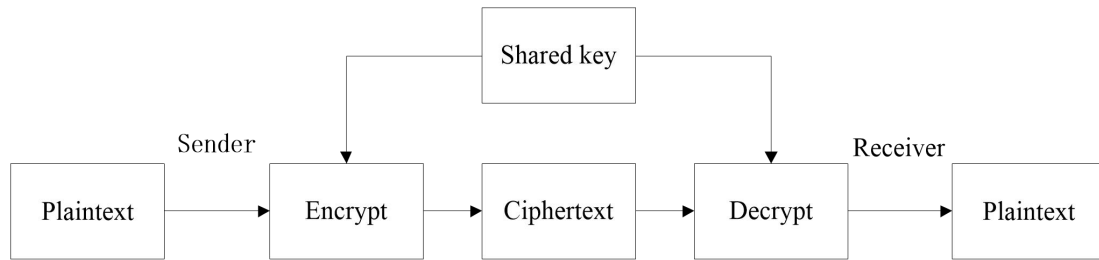 Shared key
Sender
Receiver
Plaintext
Encrypt
Ciphertext
Decrypt
Plaintext